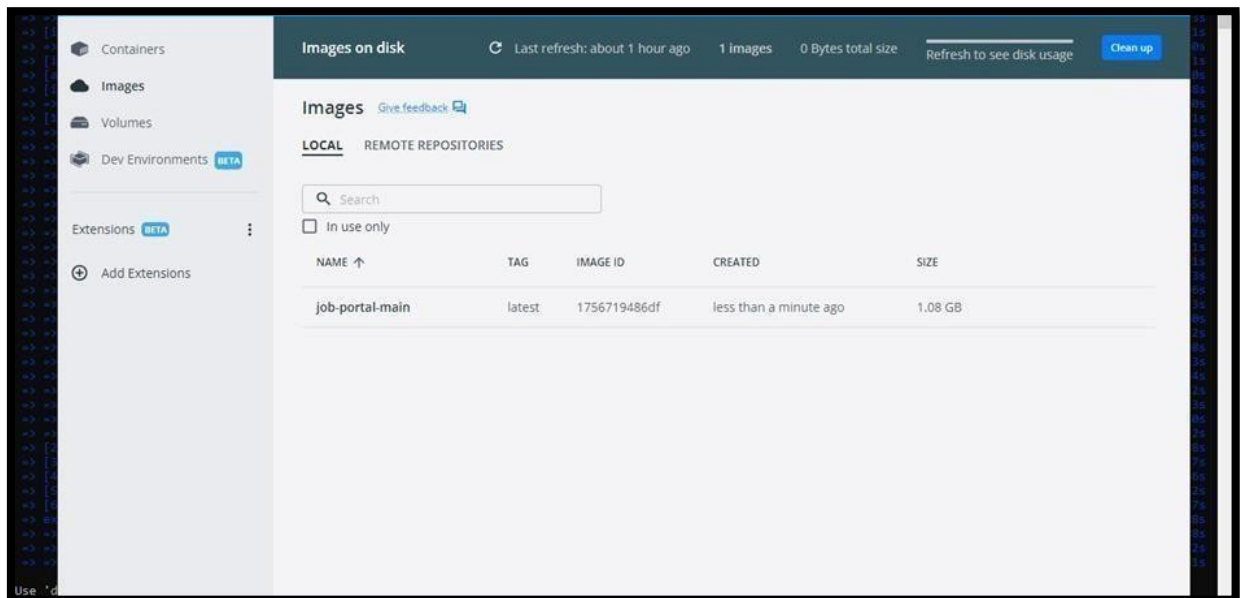 Containers
Images
Volumes
Dev Environments BETA
Extensions BETA
Add Extensions
Images on disk
Last refresh: about 1 hour ago
1 images
0 Bytes total size
Refresh to see disk usage
Clean up
Images Give feedback
LOCAL REMOTE REPOSITORIES
Search
In use only
NAME ↑ TAG IMAGE ID CREATED SIZE
job-portal-main latest 1756719486df less than a minute ago 1.08 GB
Use 'd